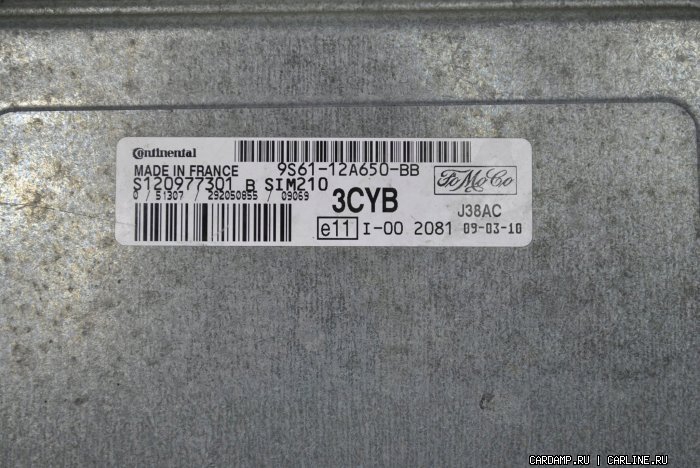 Continental
MADE IN FRANCE 9S61-12A650-BB
S120977301 B SIM210
0 / 51307 / 292050855 / 09069
3CYB
FoMoCo
J38AC
e11 I-00 2081 09-03-10
CARDAMP.RU | CARLINE.RU